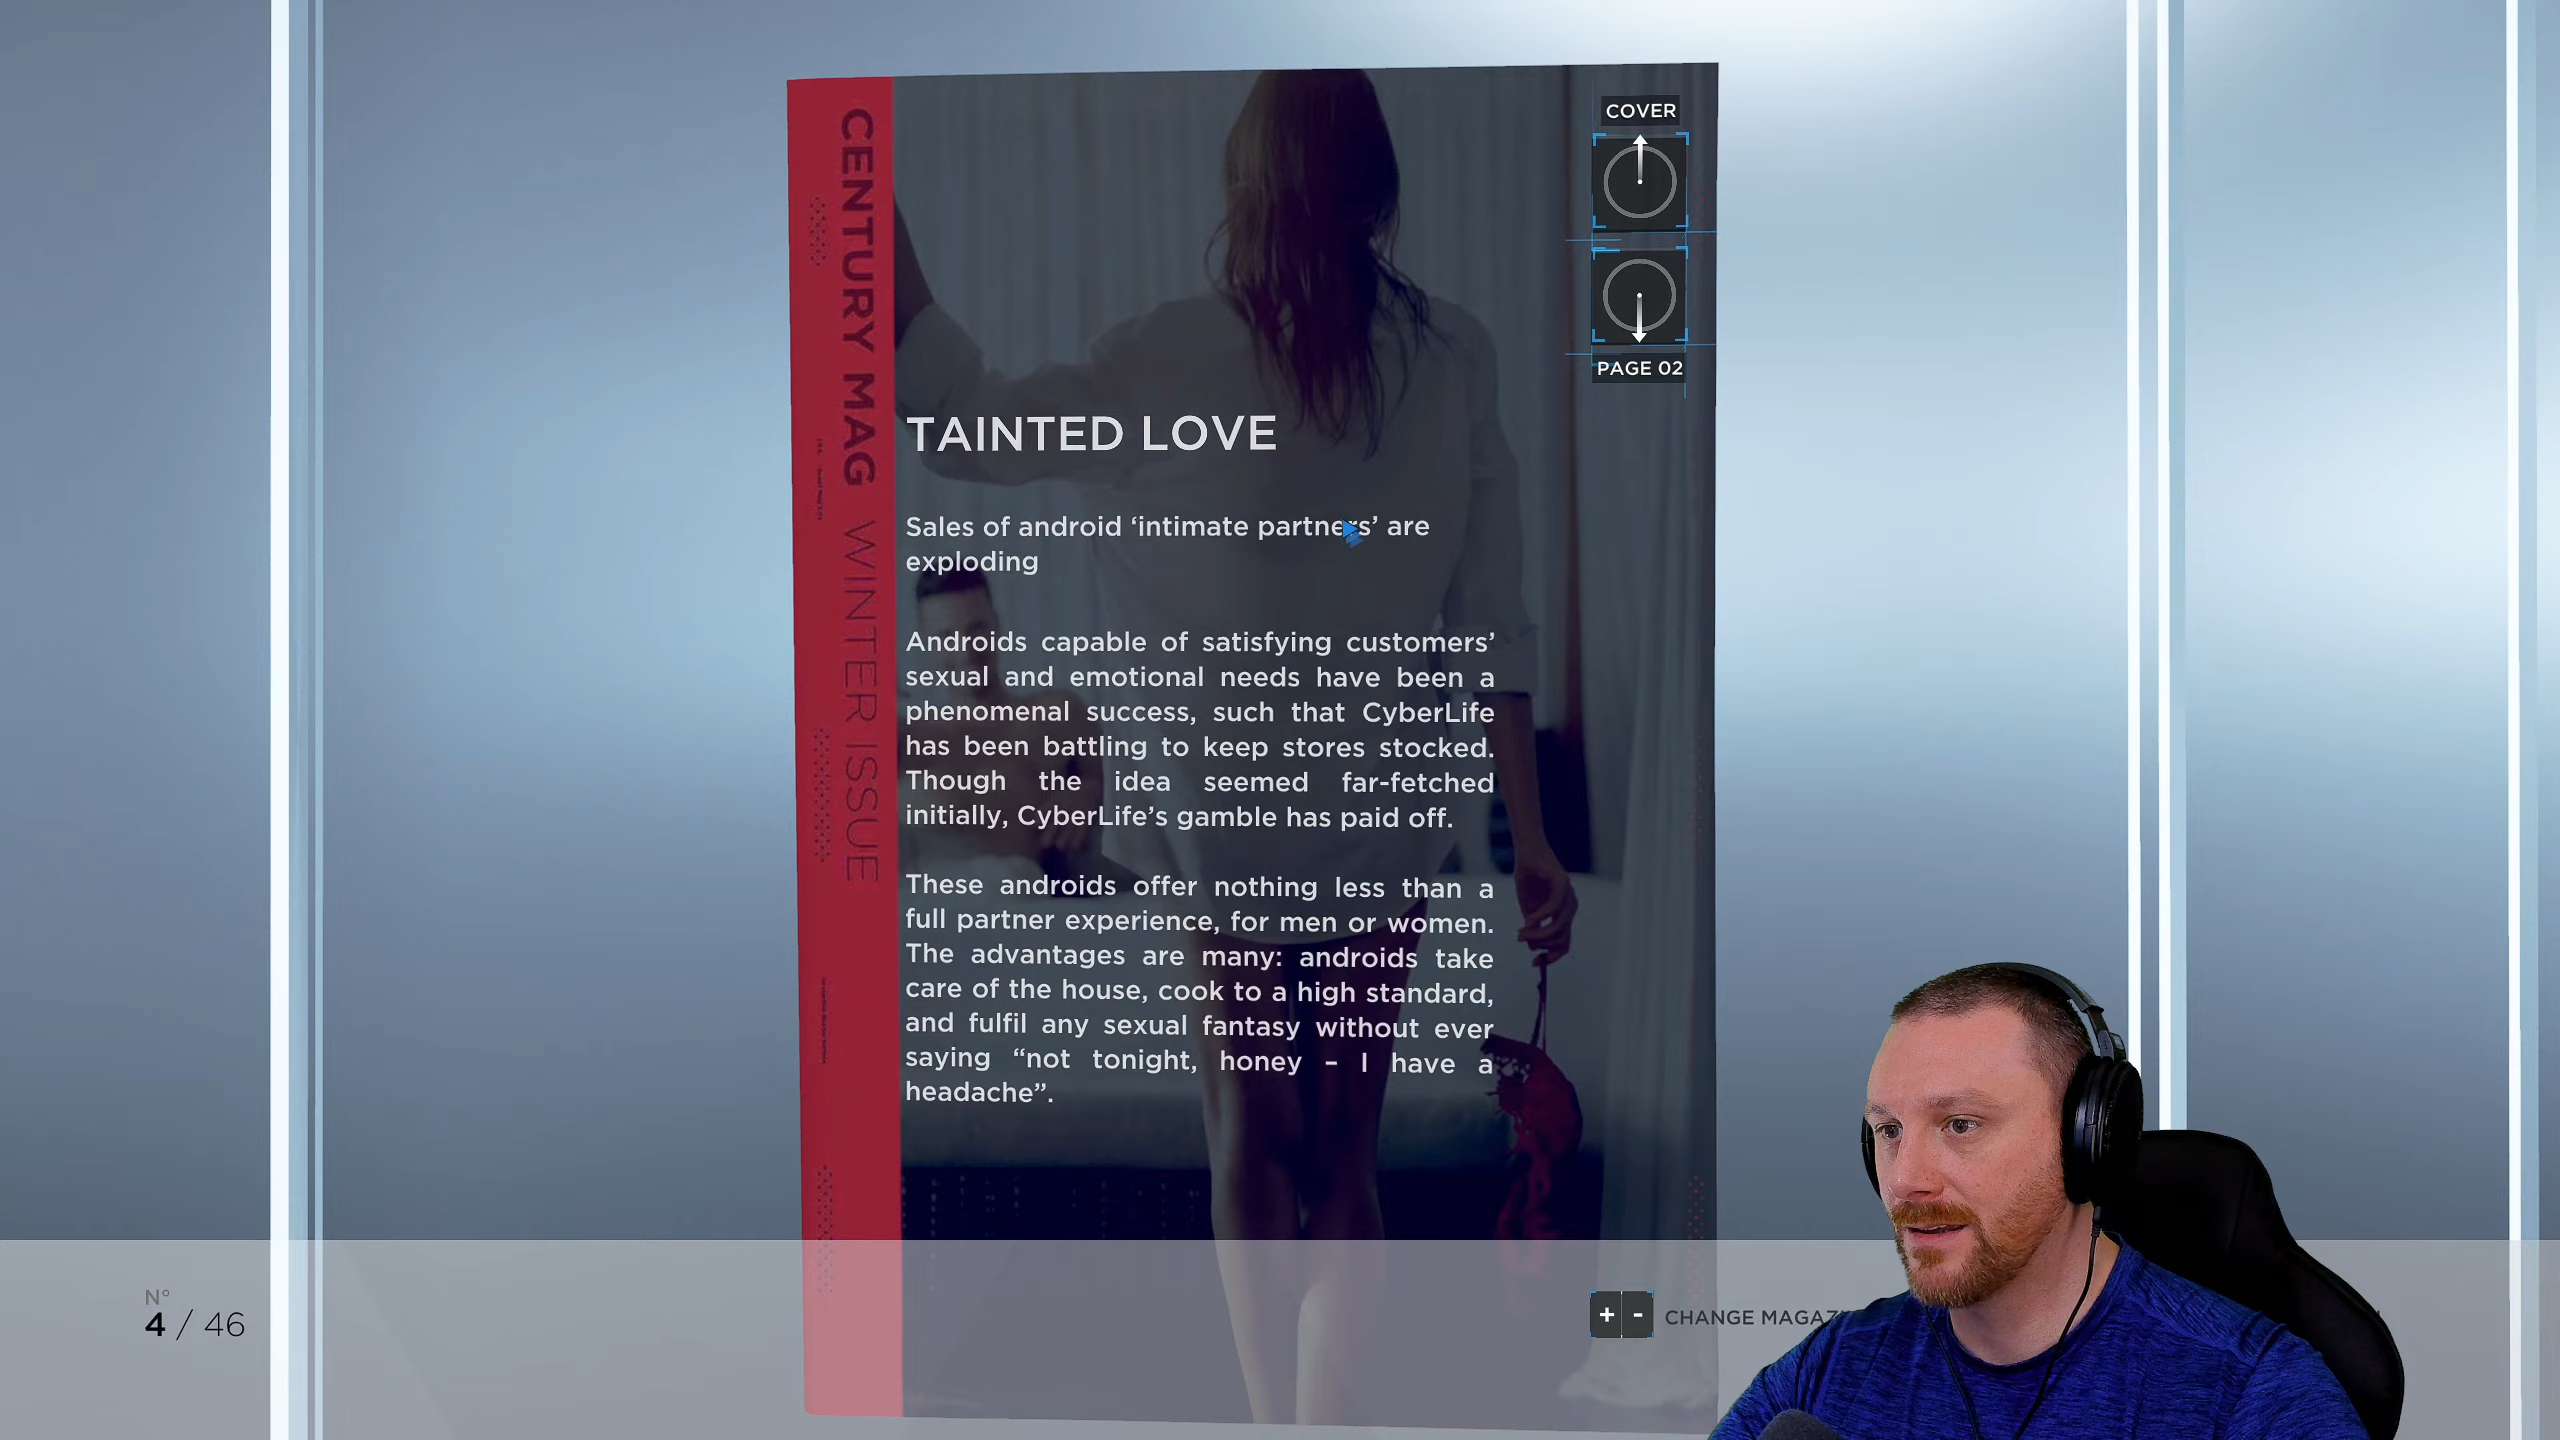 CENTURY MAG WINTER ISSUE
COVER
PAGE 02
TAINTED LOVE
Sales of android ‘intimate partners’ are
exploding
Androids capable of satisfying customers’
sexual and emotional needs have been a
phenomenal success, such that CyberLife
has been battling to keep stores stocked.
Though the idea seemed far-fetched
initially, CyberLife’s gamble has paid off.
These androids offer nothing less than a
full partner experience, for men or women.
The advantages are many: androids take
care of the house, cook to a high standard,
and fulfil any sexual fantasy without ever
saying “not tonight, honey – I have a
headache”.
N°
4 / 46
+ - CHANGE